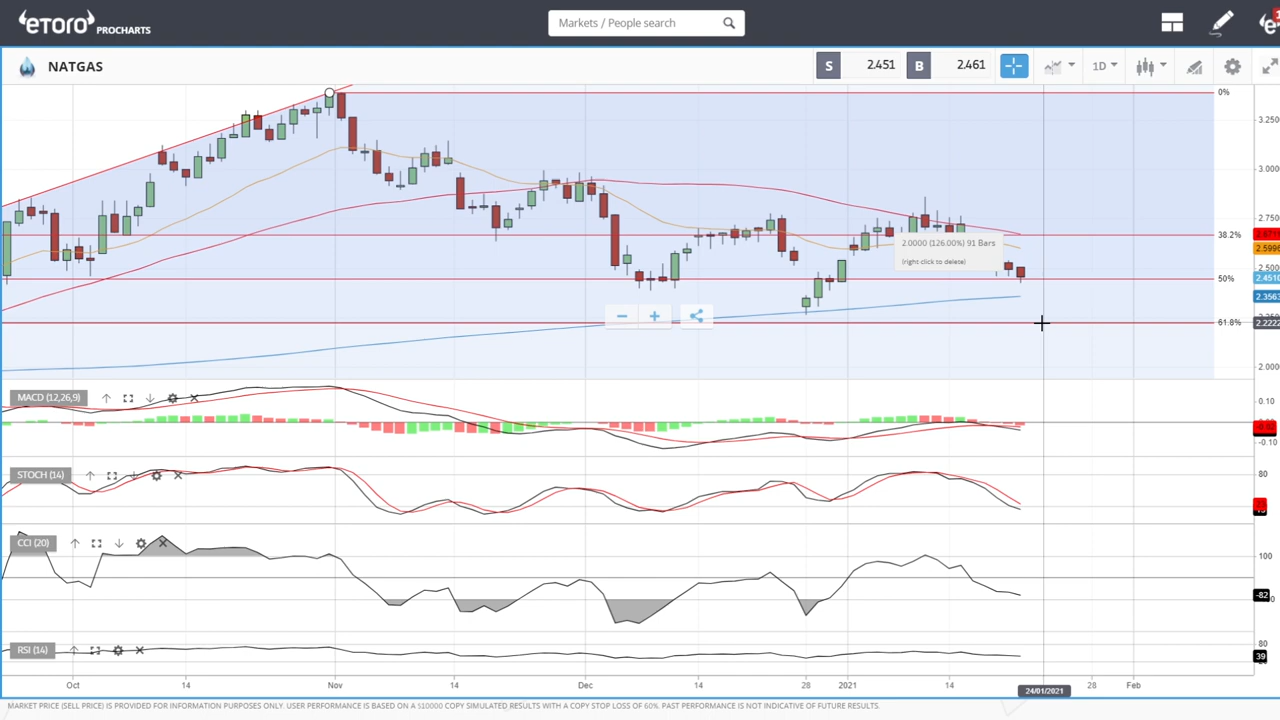 eToro PROCHARTS
Markets / People search
NATGAS
S 2.451 B 2.461
1D
0%
3.250
3.000
2.750
38.2%
2.0000 (126.00%) 91 Bars
(right click to delete)
2.5996
2.500
50%
2.4510
2.3563
61.8%
2.2222
2.000
MACD (12,26,9)
0.10
-0.10
STOCH (14)
80
CCI (20)
100
-82
RSI (14)
80
39
Oct 14 Nov 14 Dec 14 28 2021 14 28 Feb
24/01/2021
MARKET PRICE (SELL PRICE) IS PROVIDED FOR INFORMATION PURPOSES ONLY. USER PERFORMANCE IS BASED ON A $10000 COPY SIMULATED RESULTS WITH A COPY STOP LOSS OF 60%. PAST PERFORMANCE IS NOT INDICATIVE OF FUTURE RESULTS.